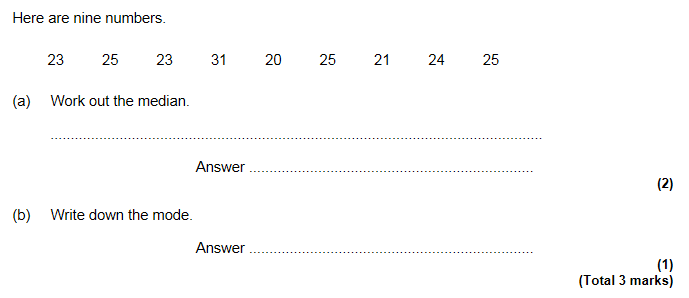 Here are nine numbers.
23 25 23 31 20 25 21 24 25
(a) Work out the median.
................................................................................................................................
Answer ......................................................................
(2)
(b) Write down the mode.
Answer ......................................................................
(1)
(Total 3 marks)